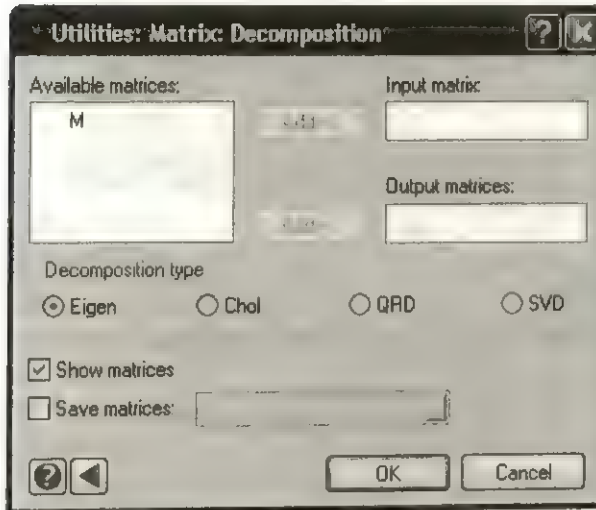 Utilities: Matrix: Decomposition
Available matrices:
Input matrix:
M
Output matrices:
Decomposition type
Eigen
Chol
QRD
SVD
Show matrices
Save matrices:
OK
Cancel